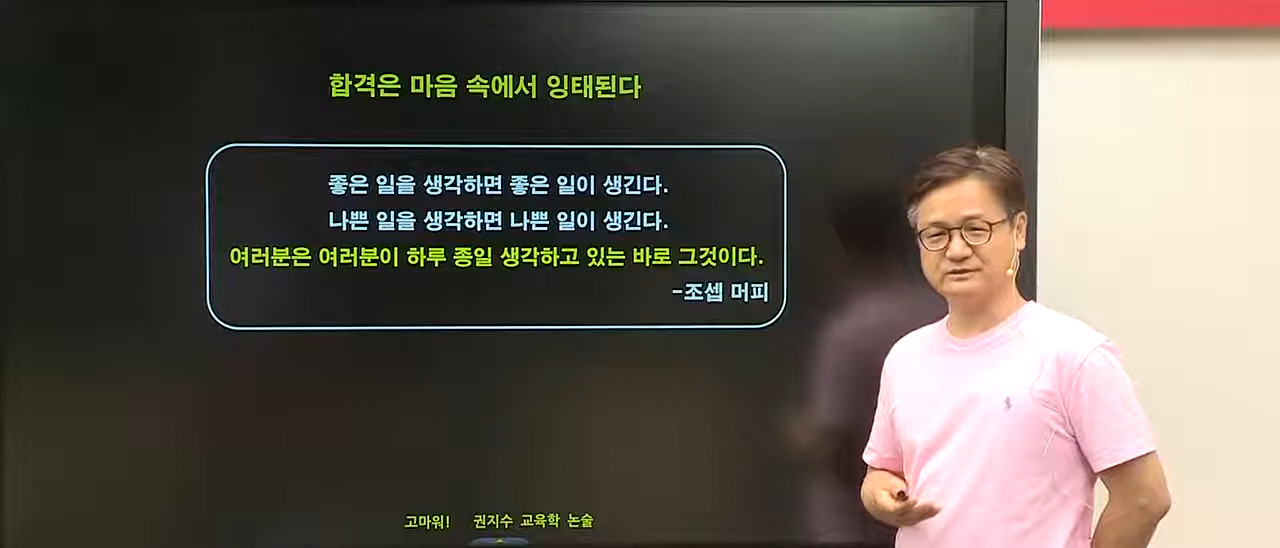 합격은 마음 속에서 잉태된다
좋은 일을 생각하면 좋은 일이 생긴다.
나쁜 일을 생각하면 나쁜 일이 생긴다.
여러분은 여러분이 하루 종일 생각하고 있는 바로 그것이다.
-조셉 머피
고마워! 권지수 교육학 논술